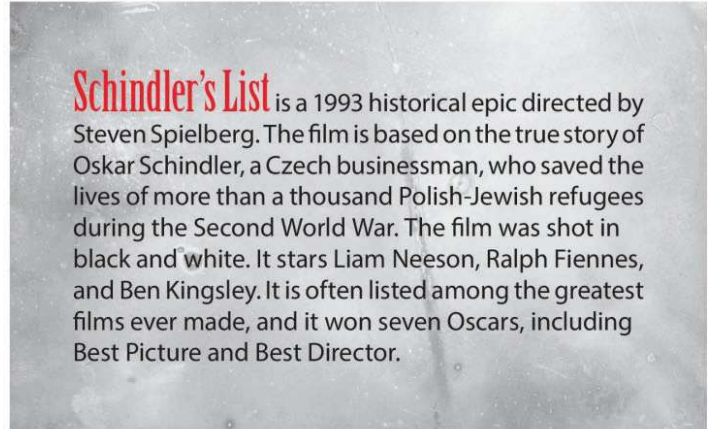 Schindler's List is a 1993 historical epic directed by
Steven Spielberg. The film is based on the true story of
Oskar Schindler, a Czech businessman, who saved the
lives of more than a thousand Polish-Jewish refugees
during the Second World War. The film was shot in
black and white. It stars Liam Neeson, Ralph Fiennes,
and Ben Kingsley. It is often listed among the greatest
films ever made, and it won seven Oscars, including
Best Picture and Best Director.